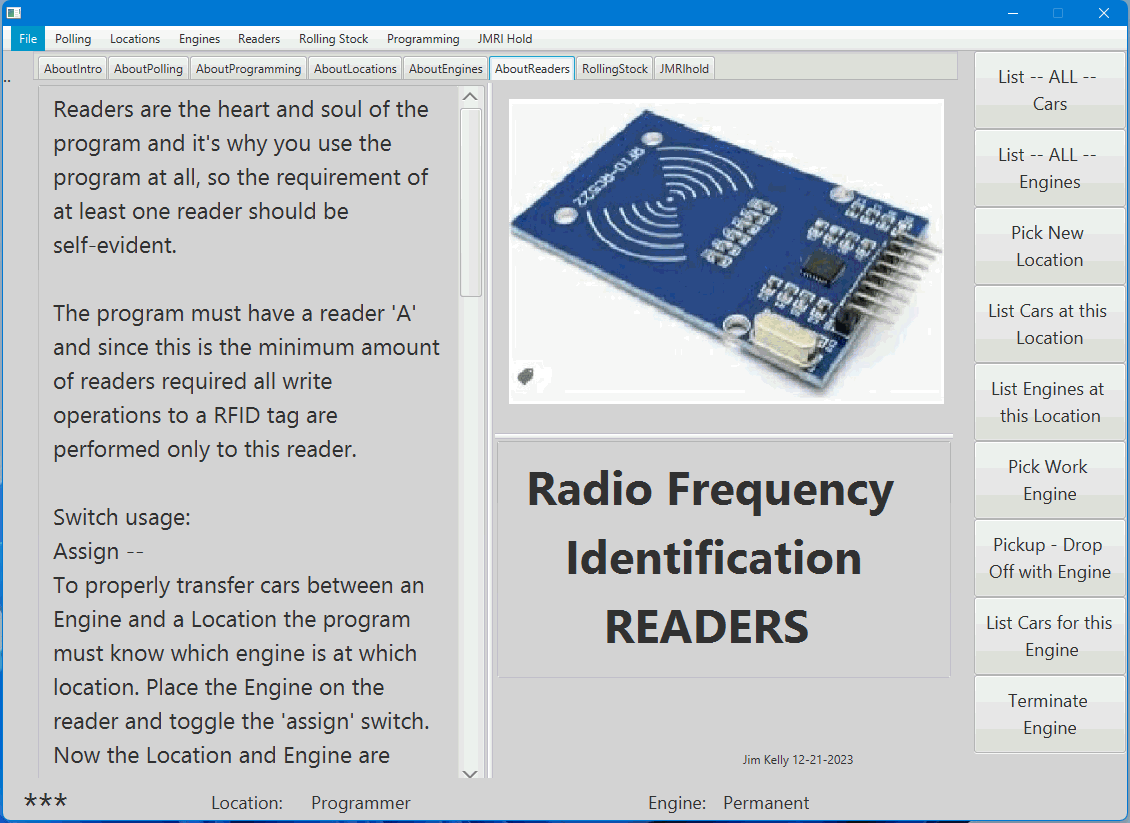 File Polling Locations Engines Readers Rolling Stock Programming JMRI Hold
AboutIntro AboutPolling AboutProgramming AboutLocations AboutEngines AboutReaders RollingStock JMRIhold
..
Readers are the heart and soul of the
program and it's why you use the
program at all, so the requirement of
at least one reader should be
self-evident.
The program must have a reader 'A'
and since this is the minimum amount
of readers required all write
operations to a RFID tag are
performed only to this reader.
Switch usage:
Assign --
To properly transfer cars between an
Engine and a Location the program
must know which engine is at which
location. Place the Engine on the
reader and toggle the 'assign' switch.
Now the Location and Engine are
RFID-RC522
Radio Frequency
Identification
READERS
Jim Kelly 12-21-2023
List -- ALL --
Cars
List -- ALL --
Engines
Pick New
Location
List Cars at this
Location
List Engines at
this Location
Pick Work
Engine
Pickup - Drop
Off with Engine
List Cars for this
Engine
Terminate
Engine
*** Location: Programmer Engine: Permanent